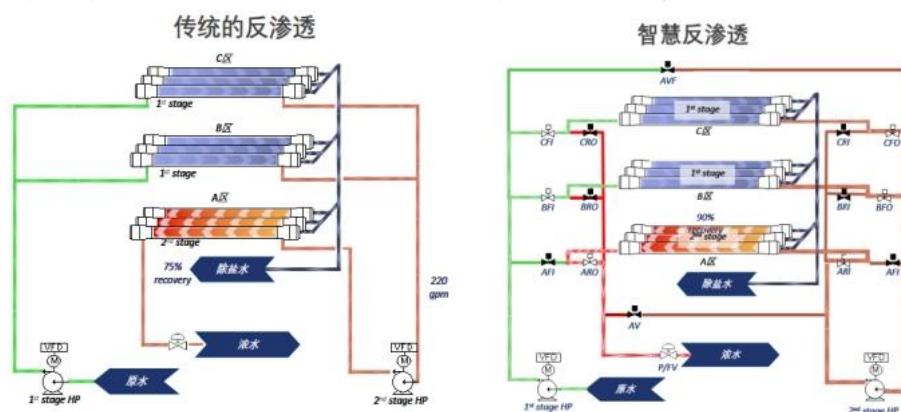 传统的反渗透
C区
1st stage
B区
1st stage
A区
2nd stage
75%
recovery
除盐水
220
gpm
浓水
VFD
M
1st stage HP
原水
VFD
M
2nd stage HP
智慧反渗透
AVF
1st stage
C区
CFI
CRO
CRI
CFO
1st stage
B区
BFI
BRO
BRI
BFO
90%
recovery
2nd stage
A区
AFI
ARO
ARI
AFI
除盐水
AV
浓水
P/FV
VFD
M
1st stage HP
原水
VFD
M
2nd stage HP